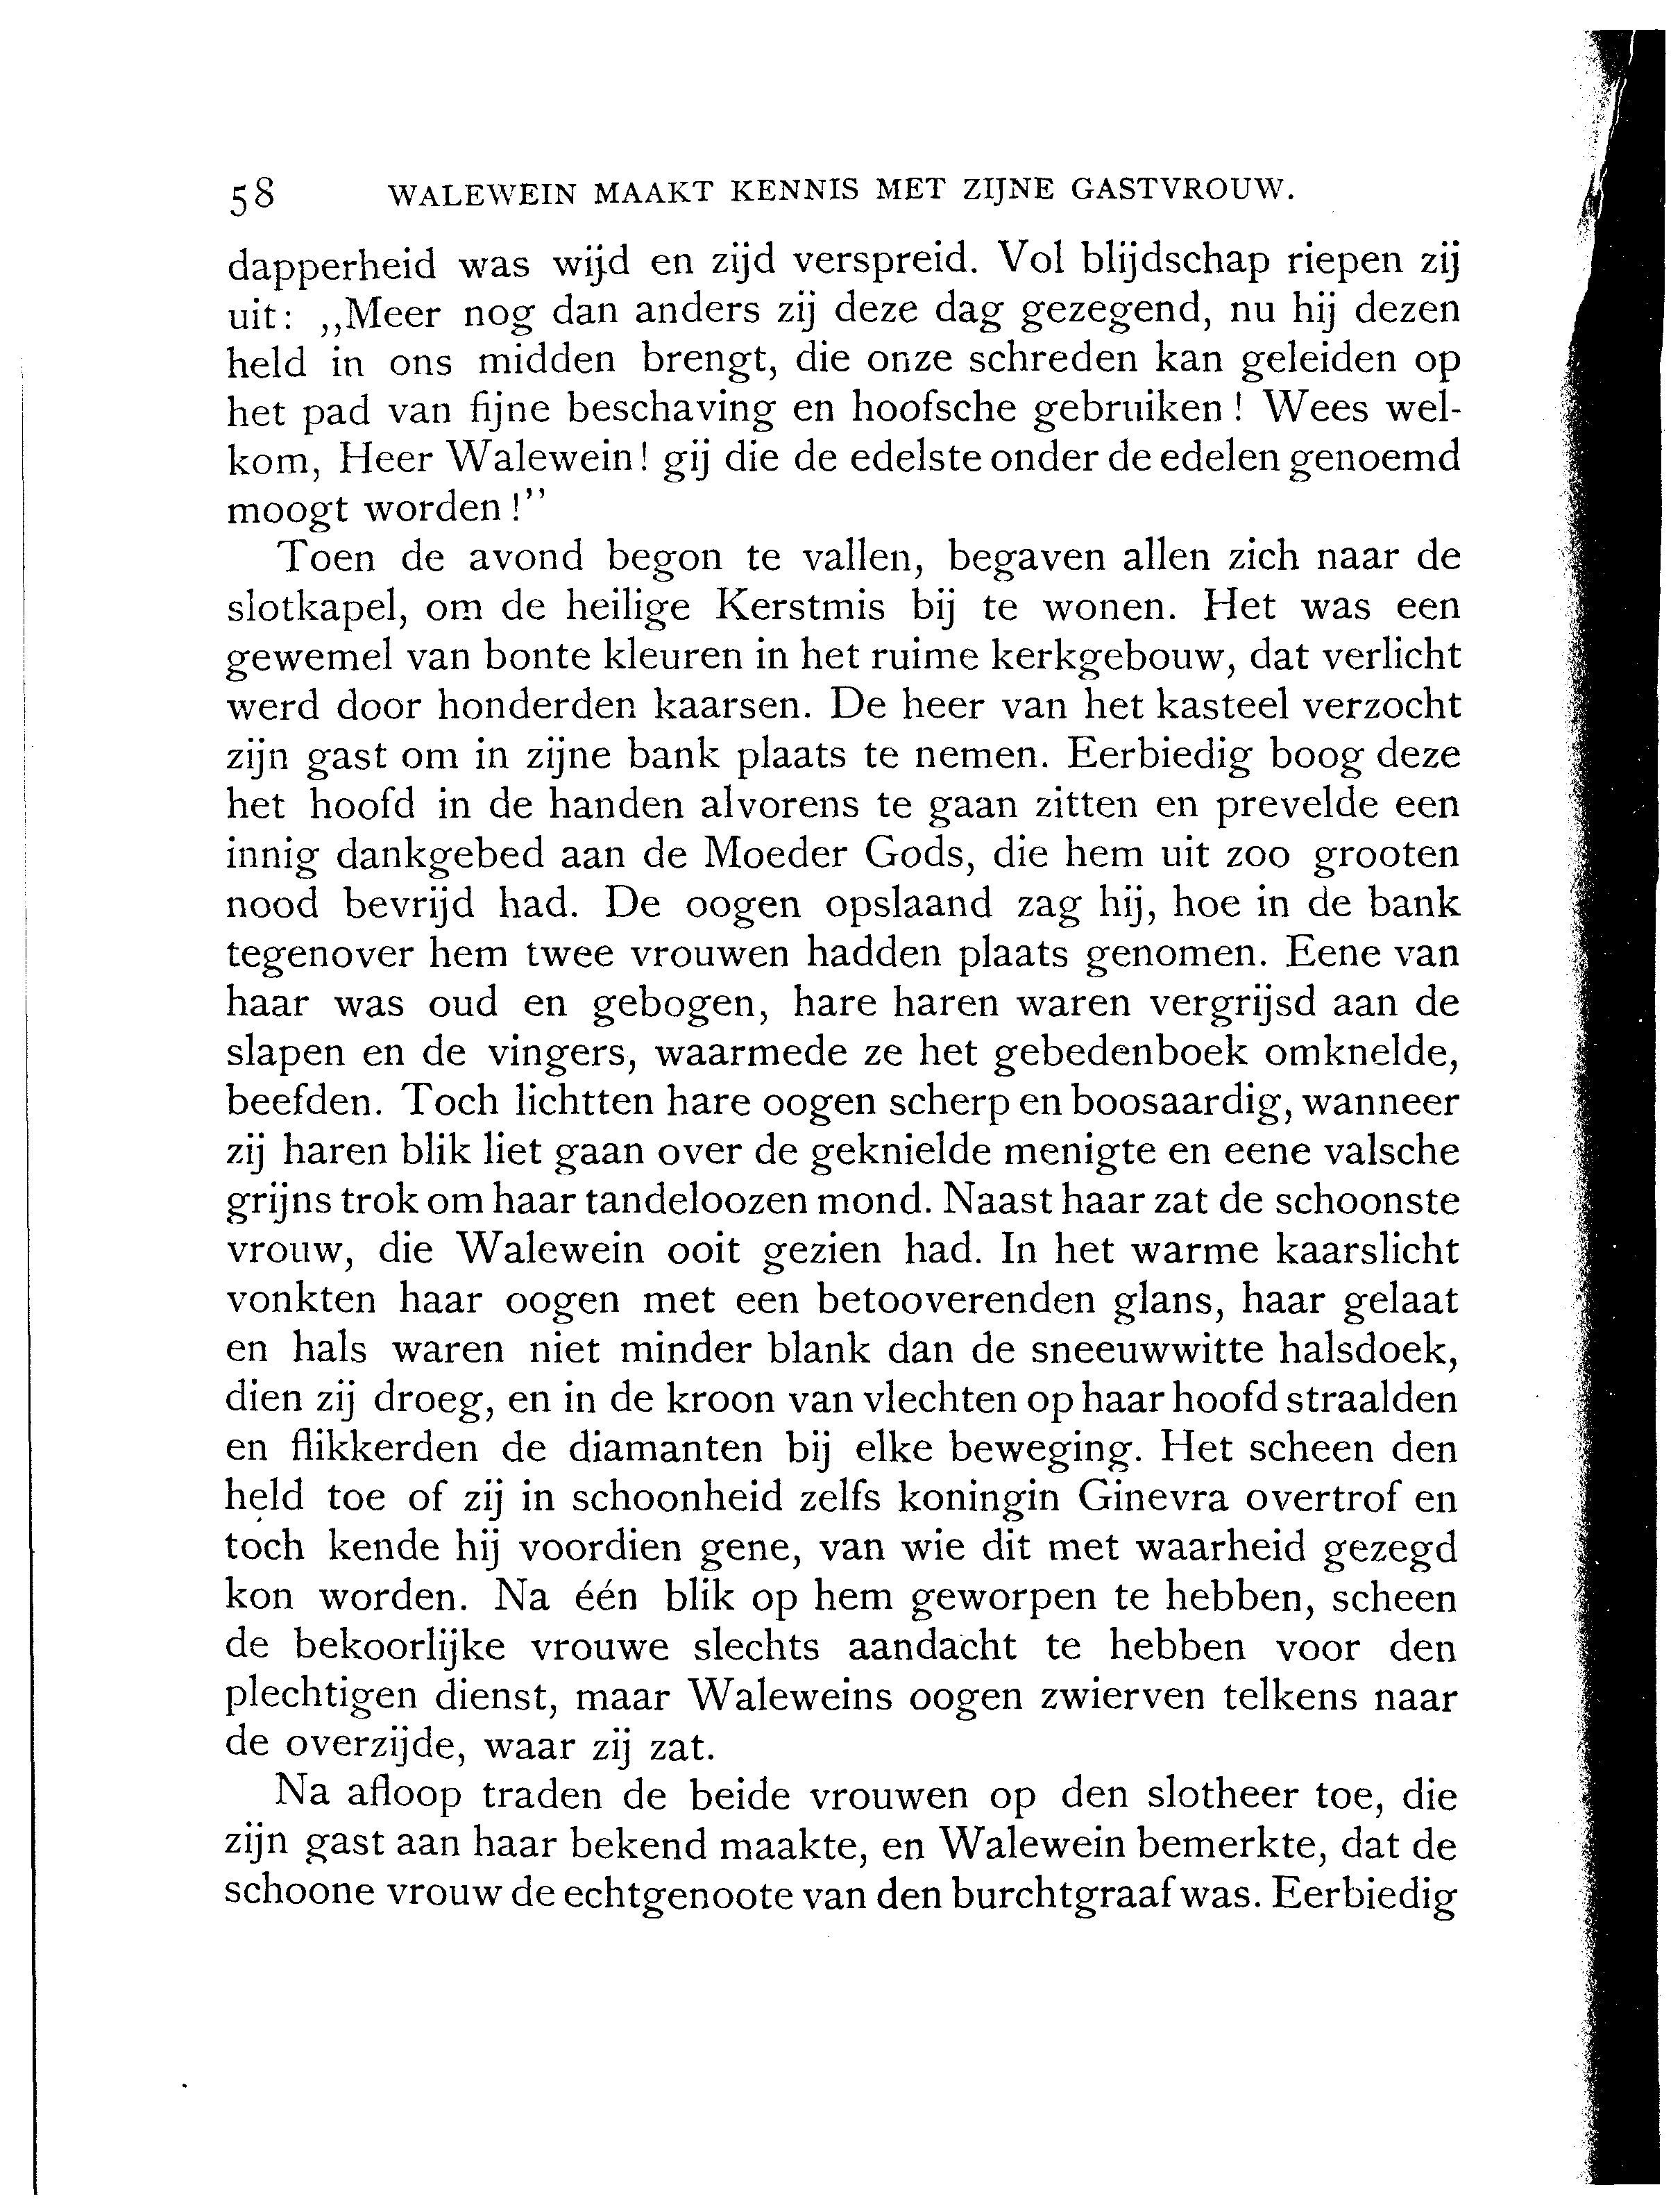 58 WALEWEIN MAAKT KENNIS MET ZIJNE GASTVROUW.
dapperheid was wijd en zijd verspreid. Vol blijdschap riepen zij
uit: ,,Meer nog dan anders zij deze dag gezegend, nu hij dezen
held in ons midden brengt, die onze schreden kan geleiden op
het pad van fijne beschaving en hoofsche gebruiken! Wees wel-
kom, Heer Walewein! gij die de edelste onder de edelen genoemd
moogt worden!"
Toen de avond begon te vallen, begaven allen zich naar de
slotkapel, om de heilige Kerstmis bij te wonen. Het was een
gewemel van bonte kleuren in het ruime kerkgebouw, dat verlicht
werd door honderden kaarsen. De heer van het kasteel verzocht
zijn gast om in zijne bank plaats te nemen. Eerbiedig boog deze
het hoofd in de handen alvorens te gaan zitten en prevelde een
innig dankgebed aan de Moeder Gods, die hem uit zoo grooten
nood bevrijd had. De oogen opslaand zag hij, hoe in de bank
tegenover hem twee vrouwen hadden plaats genomen. Eene van
haar was oud en gebogen, hare haren waren vergrijsd aan de
slapen en de vingers, waarmede ze het gebedenboek omknelde,
beefden. Toch lichtten hare oogen scherp en boosaardig, wanneer
zij haren blik liet gaan over de geknielde menigte en eene valsche
grijns trok om haar tandeloozen mond. Naast haar zat de schoonste
vrouw, die Walewein ooit gezien had. In het warme kaarslicht
vonkten haar oogen met een betooverenden glans, haar gelaat
en hals waren niet minder blank dan de sneeuwwitte halsdoek,
dien zij droeg, en in de kroon van vlechten op haar hoofd straalden
en flikkerden de diamanten bij elke beweging. Het scheen den
held toe of zij in schoonheid zelfs koningin Ginevra overtrof en
toch kende hij voordien gene, van wie dit met waarheid gezegd
kon worden. Na één blik op hem geworpen te hebben, scheen
de bekoorlijke vrouwe slechts aandacht te hebben voor den
plechtigen dienst, maar Waleweins oogen zwierven telkens naar
de overzijde, waar zij zat.
Na afloop traden de beide vrouwen op den slotheer toe, die
zijn gast aan haar bekend maakte, en Walewein bemerkte, dat de
schoone vrouw de echtgenoote van den burchtgraaf was. Eerbiedig